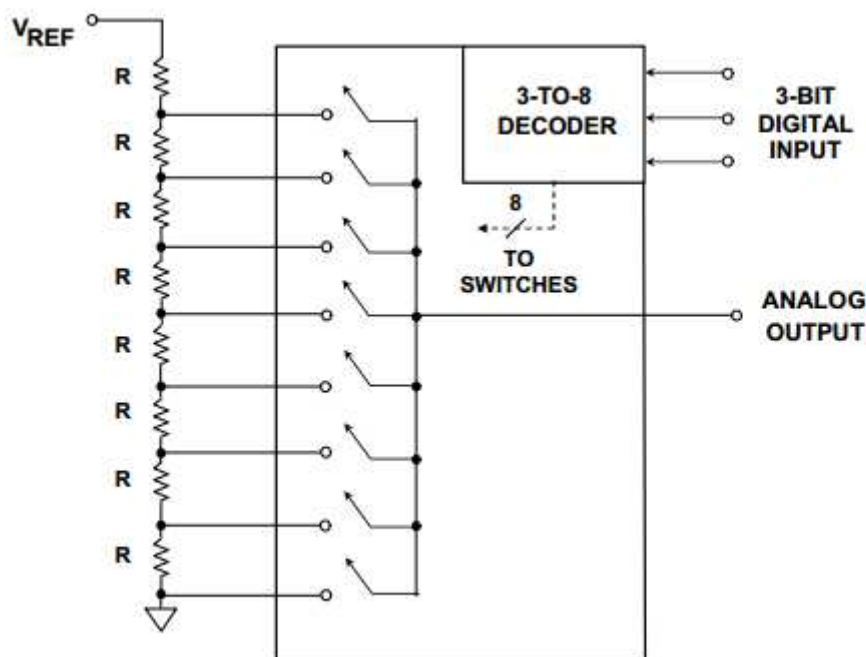 VREF
R
R
R
R
R
R
R
R
3-TO-8
DECODER
3-BIT
DIGITAL
INPUT
8
TO
SWITCHES
ANALOG
OUTPUT